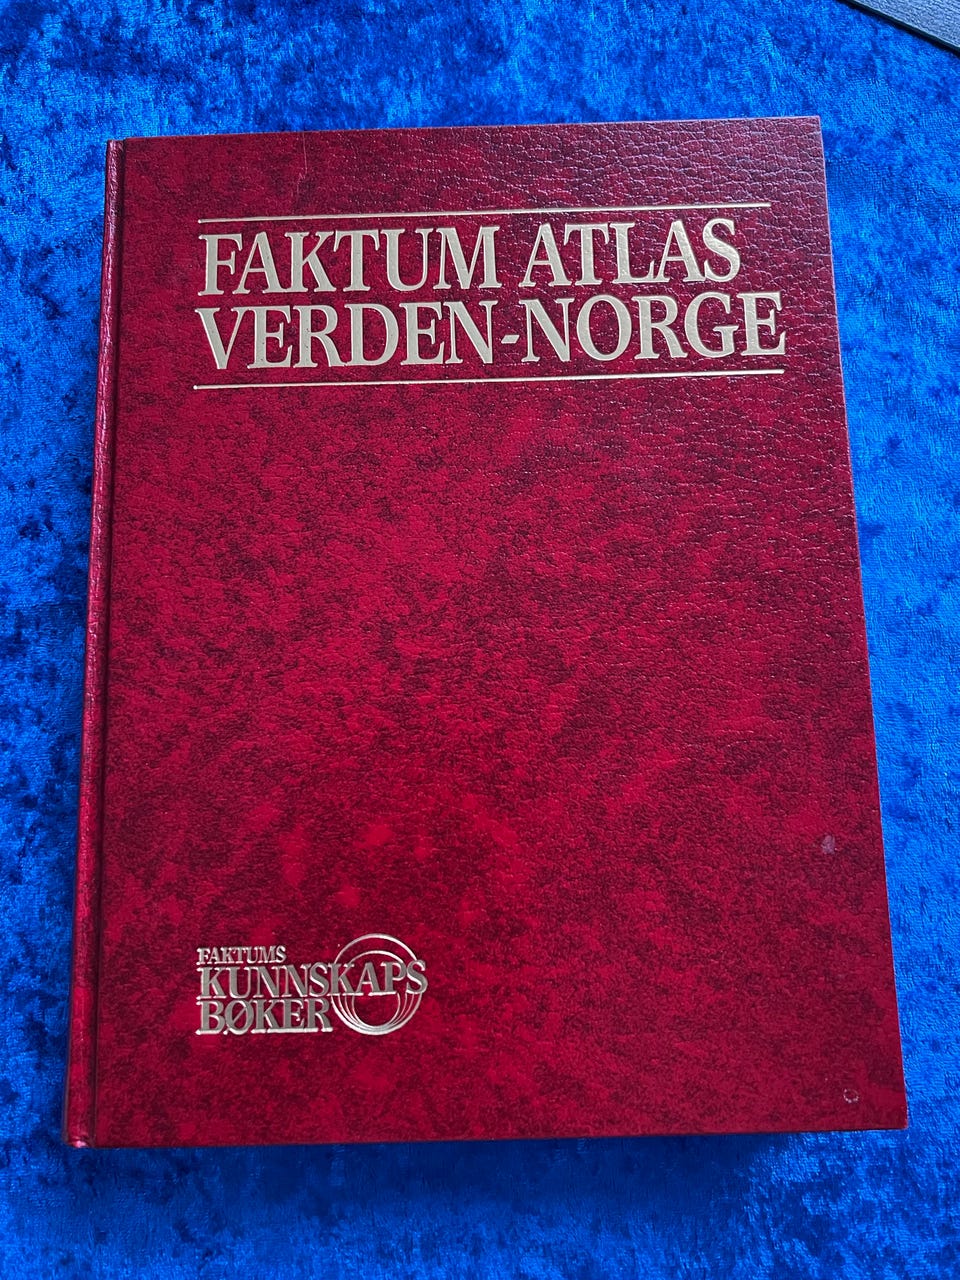 FAKTUM ATLAS
VERDEN-NORGE
FAKTUMS
KUNNSKAPS
BØKER